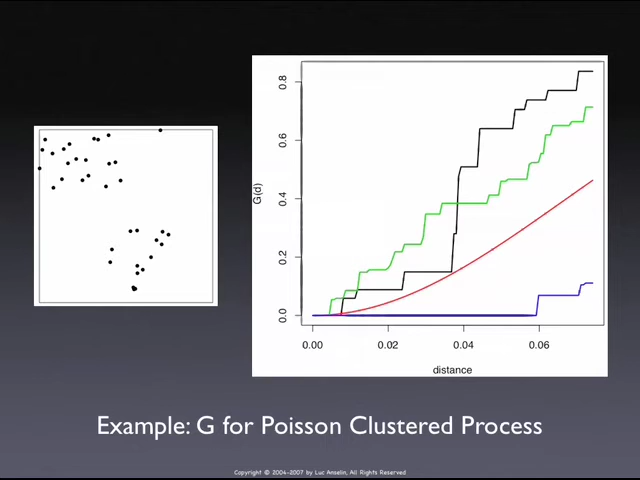 G(d)
0.8
0.6
0.4
0.2
0.0
0.00 0.02 0.04 0.06
distance
Example: G for Poisson Clustered Process
Copyright © 2004-2007 by Luc Anselin, All Rights Reserved